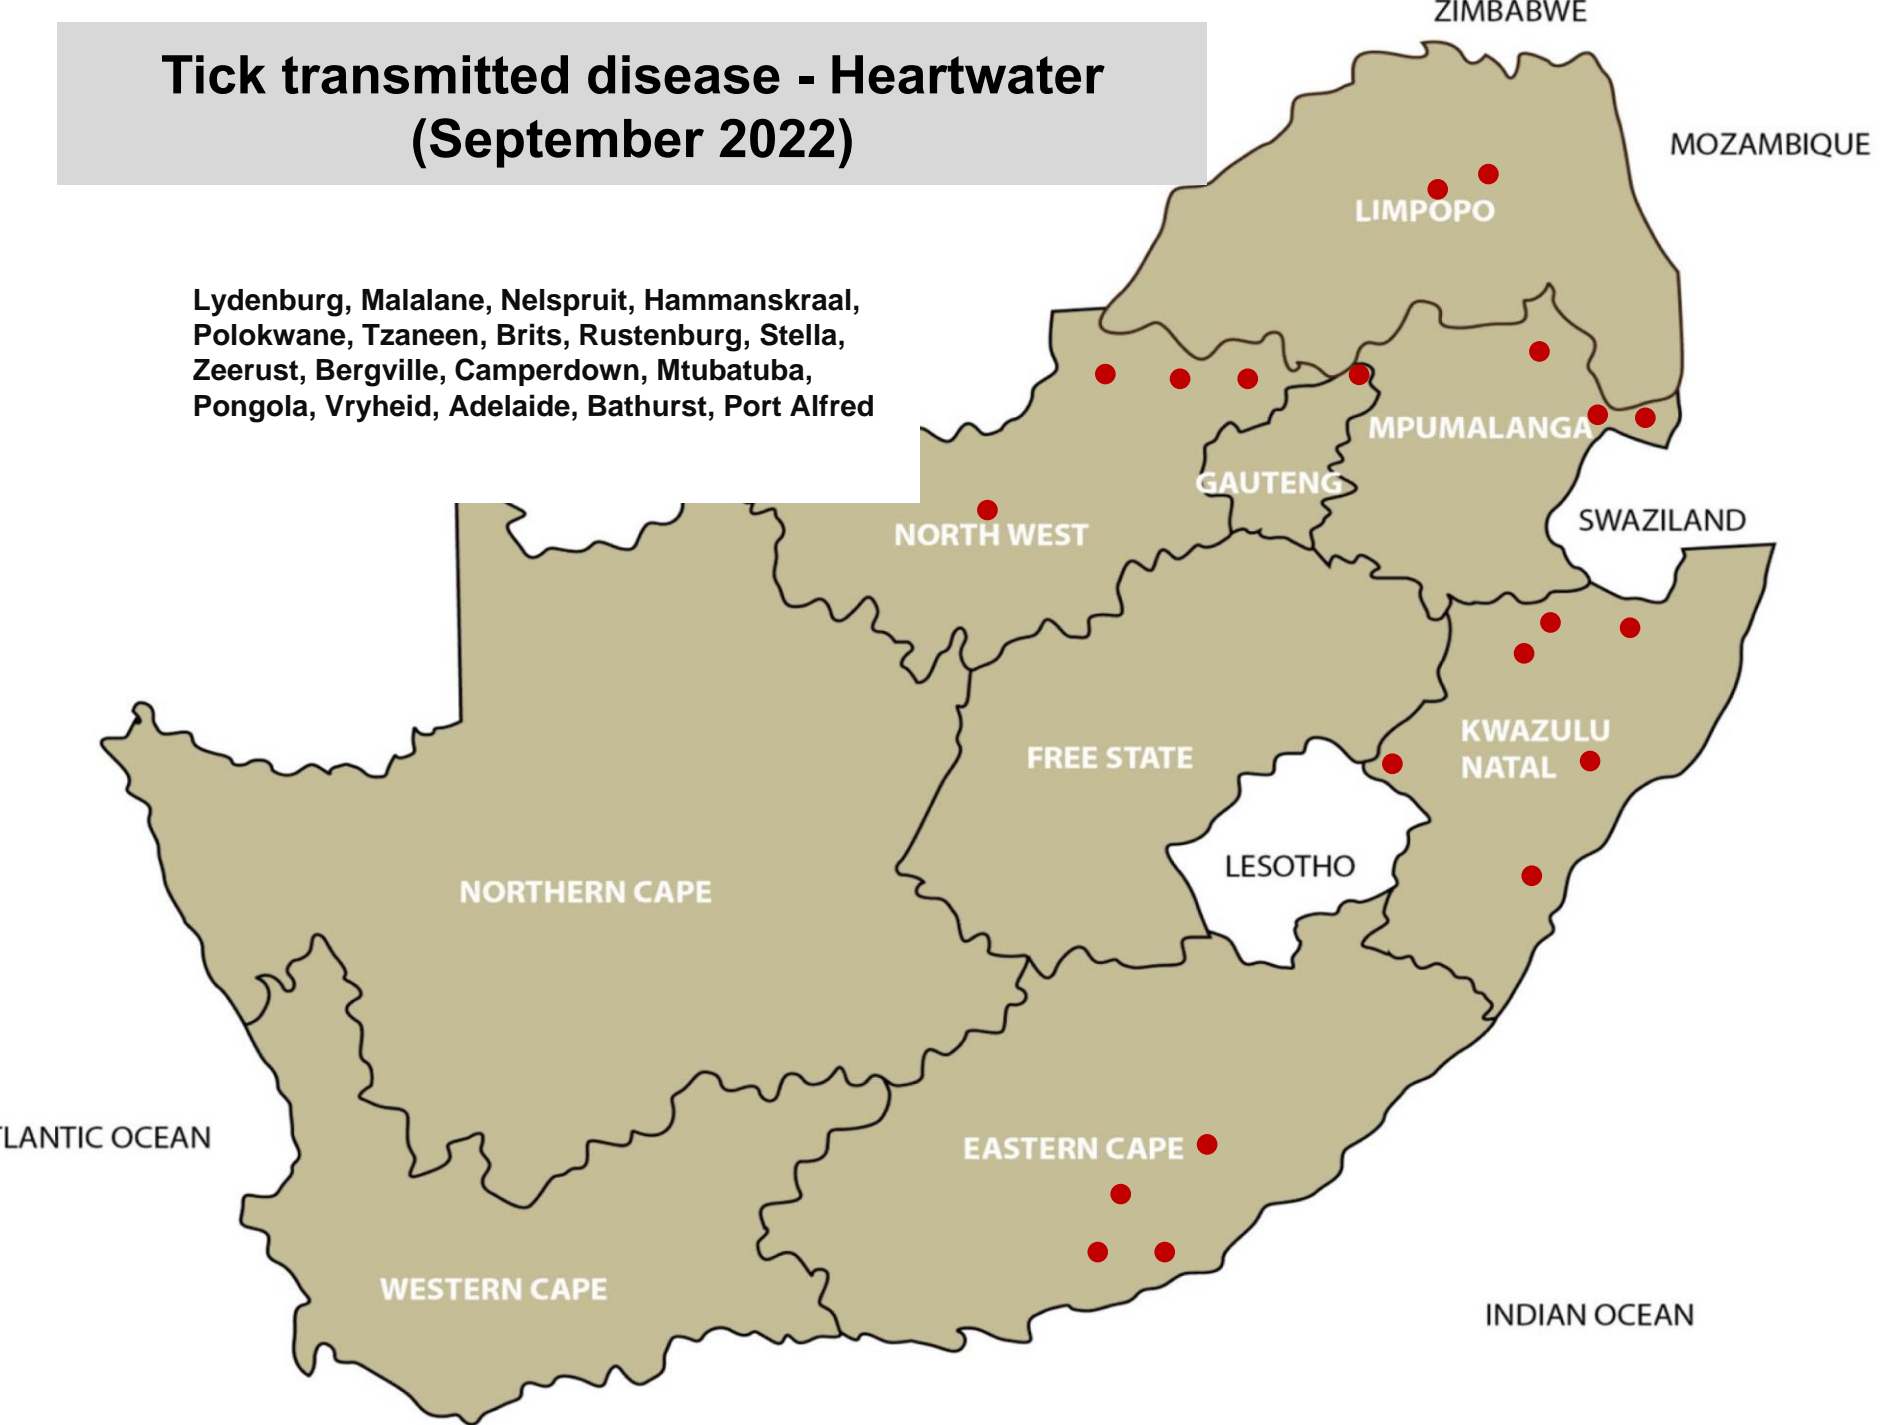 ZIMBABWE
Tick transmitted disease - Heartwater
(September 2022)
MOZAMBIQUE
LIMPOPO
Lydenburg, Malalane, Nelspruit, Hammanskraal,
Polokwane, Tzaneen, Brits, Rustenburg, Stella,
Zeerust, Bergville, Camperdown, Mtubatuba,
Pongola, Vryheid, Adelaide, Bathurst, Port Alfred
MPUMALANGA
GAUTENG
SWAZILAND
NORTH WEST
KWAZULU
NATAL
FREE STATE
LESOTHO
NORTHERN CAPE
TLANTIC OCEAN
EASTERN CAPE
WESTERN CAPE
INDIAN OCEAN